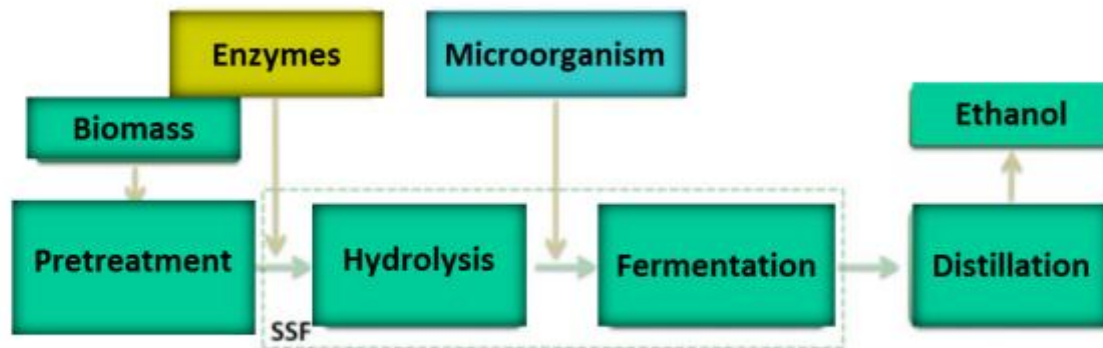 Enzymes
Microorganism
Biomass
Ethanol
Pretreatment
Hydrolysis
Fermentation
Distillation
SSF